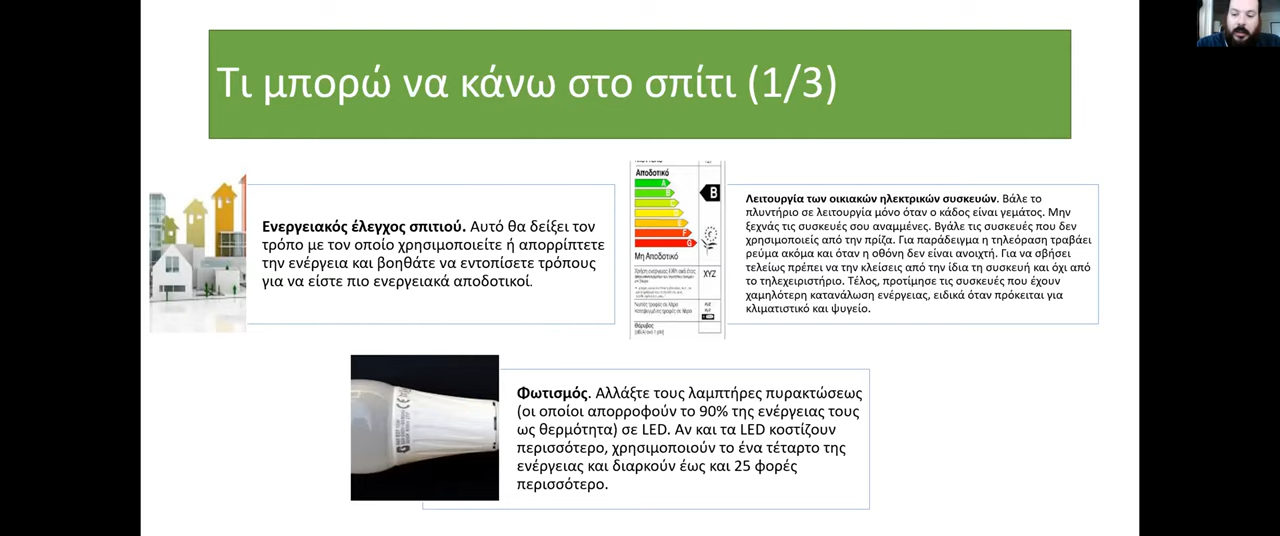 Τι μπορώ να κάνω στο σπίτι (1/3)
Ενεργειακός έλεγχος σπιτιού. Αυτό θα δείξει τον
τρόπο με τον οποίο χρησιμοποιείτε ή απορρίπτετε
την ενέργεια και βοηθάτε να εντοπίσετε τρόπους
για να είστε πιο ενεργειακά αποδοτικοί.
Αποδοτικό
A
B
C
D
E
F
G
B
Μη Αποδοτικό
XYZ
Λειτουργία των οικιακών ηλεκτρικών συσκευών. Βάλε το
πλυντήριο σε λειτουργία μόνο όταν ο κάδος είναι γεμάτος. Μην
ξεχνάς τις συσκευές σου αναμμένες. Βγάλε τις συσκευές που δεν
χρησιμοποιείς από την πρίζα. Για παράδειγμα η τηλεόραση τραβάει
ρεύμα ακόμα και όταν η οθόνη δεν είναι ανοιχτή. Για να σβήσει
τελείως πρέπει να την κλείσεις από την ίδια τη συσκευή και όχι από
το τηλεχειριστήριο. Τέλος, προτίμησε τις συσκευές που έχουν
χαμηλότερη κατανάλωση ενέργειας, ειδικά όταν πρόκειται για
κλιματιστικό και ψυγείο.
Φωτισμός. Αλλάξτε τους λαμπτήρες πυρακτώσεως
(οι οποίοι απορροφούν το 90% της ενέργειας τους
ως θερμότητα) σε LED. Αν και τα LED κοστίζουν
περισσότερο, χρησιμοποιούν το ένα τέταρτο της
ενέργειας και διαρκούν έως και 25 φορές
περισσότερο.